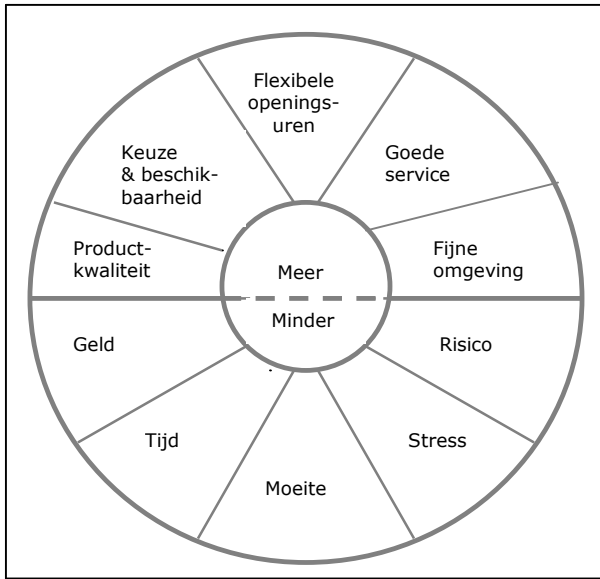 Flexibele
openings-
uren
Keuze
& beschik-
baarheid
Goede
service
Product-
kwaliteit
Fijne
omgeving
Meer
Minder
Geld
Risico
Tijd
Stress
Moeite